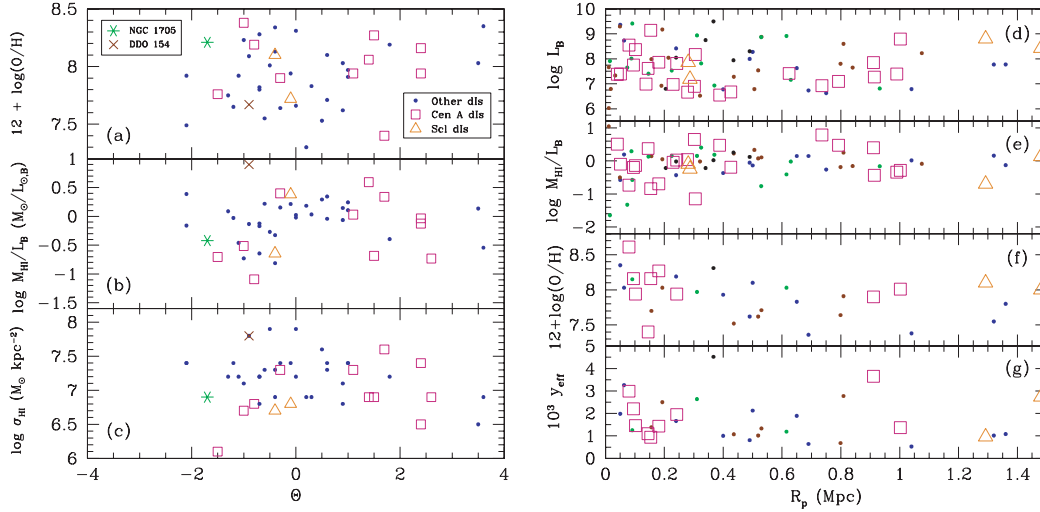 12 + log(O/H)
8.5
8
7.5
NGC 1705
DDO 154
Other dIs
Cen A dIs
Scl dIs
(a)
log M_HI/L_B (M_⊙/L_⊙,B)
1
0.5
0
−0.5
−1
−1.5
(b)
log σ_HI (M_⊙ kpc⁻²)
8
7.5
7
6.5
6
(c)
−4
−2
0
2
4
Θ
log L_B
10
9
8
7
6
(d)
log M_HI/L_B
1
0
−1
−2
(e)
12+log(O/H)
8.5
8
7.5
(f)
10³ y_eff
5
4
3
2
1
0
(g)
0
0.2
0.4
0.6
0.8
1
1.2
1.4
R_p (Mpc)